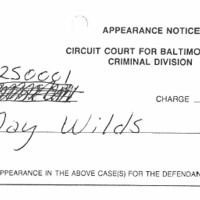 APPEARANCE NOTICE
CIRCUIT COURT FOR BALTIMO
CRIMINAL DIVISION
250001
CHARGE
Jay Wilds
APPEARANCE IN THE ABOVE CASE(S) FOR THE DEFENDAN